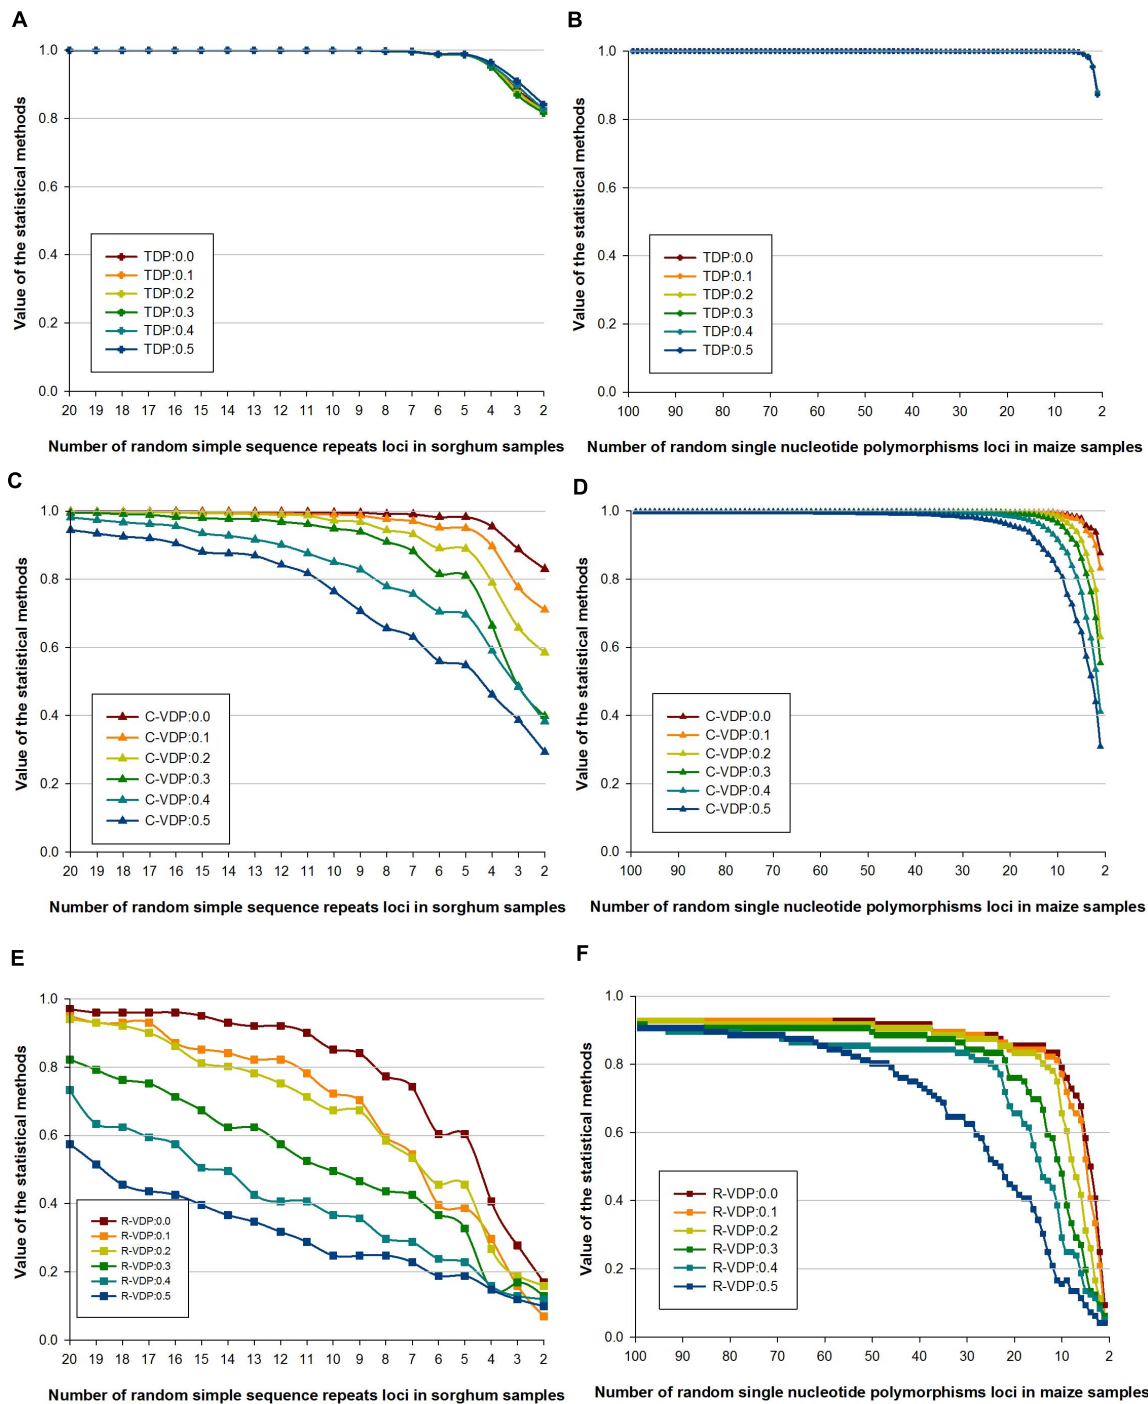 A
Value of the statistical methods
1.0
0.8
0.6
0.4
0.2
0.0
TDP:0.0
TDP:0.1
TDP:0.2
TDP:0.3
TDP:0.4
TDP:0.5
20 19 18 17 16 15 14 13 12 11 10 9 8 7 6 5 4 3 2
Number of random simple sequence repeats loci in sorghum samples
B
Value of the statistical methods
1.0
0.8
0.6
0.4
0.2
0.0
TDP:0.0
TDP:0.1
TDP:0.2
TDP:0.3
TDP:0.4
TDP:0.5
100 90 80 70 60 50 40 30 20 10 2
Number of random single nucleotide polymorphisms loci in maize samples
C
Value of the statistical methods
1.0
0.8
0.6
0.4
0.2
0.0
C-VDP:0.0
C-VDP:0.1
C-VDP:0.2
C-VDP:0.3
C-VDP:0.4
C-VDP:0.5
20 19 18 17 16 15 14 13 12 11 10 9 8 7 6 5 4 3 2
Number of random simple sequence repeats loci in sorghum samples
D
Value of the statistical methods
1.0
0.8
0.6
0.4
0.2
0.0
C-VDP:0.0
C-VDP:0.1
C-VDP:0.2
C-VDP:0.3
C-VDP:0.4
C-VDP:0.5
100 90 80 70 60 50 40 30 20 10 2
Number of random single nucleotide polymorphisms loci in maize samples
E
Value of the statistical methods
1.0
0.8
0.6
0.4
0.2
0.0
R-VDP:0.0
R-VDP:0.1
R-VDP:0.2
R-VDP:0.3
R-VDP:0.4
R-VDP:0.5
20 19 18 17 16 15 14 13 12 11 10 9 8 7 6 5 4 3 2
Number of random simple sequence repeats loci in sorghum samples
F
Value of the statistical methods
1.0
0.8
0.6
0.4
0.2
0.0
R-VDP:0.0
R-VDP:0.1
R-VDP:0.2
R-VDP:0.3
R-VDP:0.4
R-VDP:0.5
100 90 80 70 60 50 40 30 20 10 2
Number of random single nucleotide polymorphisms loci in maize samples